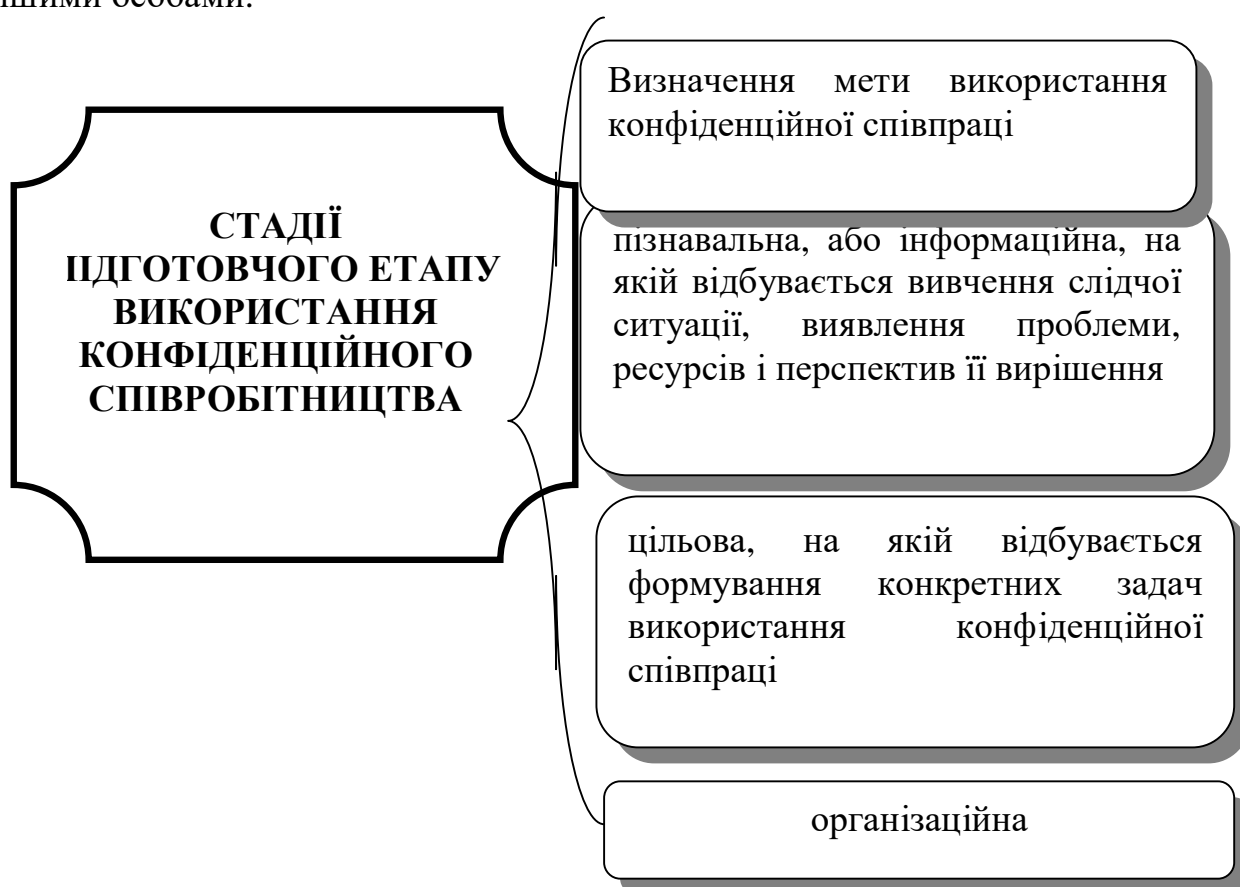 особами.
СТАДІЇ
ПІДГОТОВЧОГО ЕТАПУ
ВИКОРИСТАННЯ
КОНФІДЕНЦІЙНОГО
СПІВРОБІТНИЦТВА
Визначення мети використання
конфіденційної співпраці
пізнавальна, або інформаційна, на
якій відбувається вивчення слідчої
ситуації, виявлення проблеми,
ресурсів і перспектив її вирішення
цільова, на якій відбувається
формування конкретних задач
використання конфіденційної
співпраці
організаційна